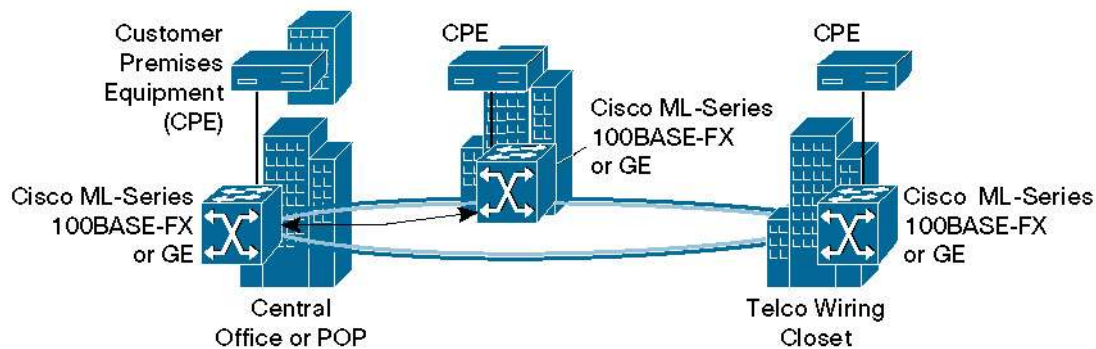 Customer
Premises
Equipment
(CPE)
CPE
CPE
Cisco ML-Series
100BASE-FX
or GE
Cisco ML-Series
100BASE-FX
or GE
Cisco ML-Series
100BASE-FX
or GE
Central
Office or POP
Telco Wiring
Closet